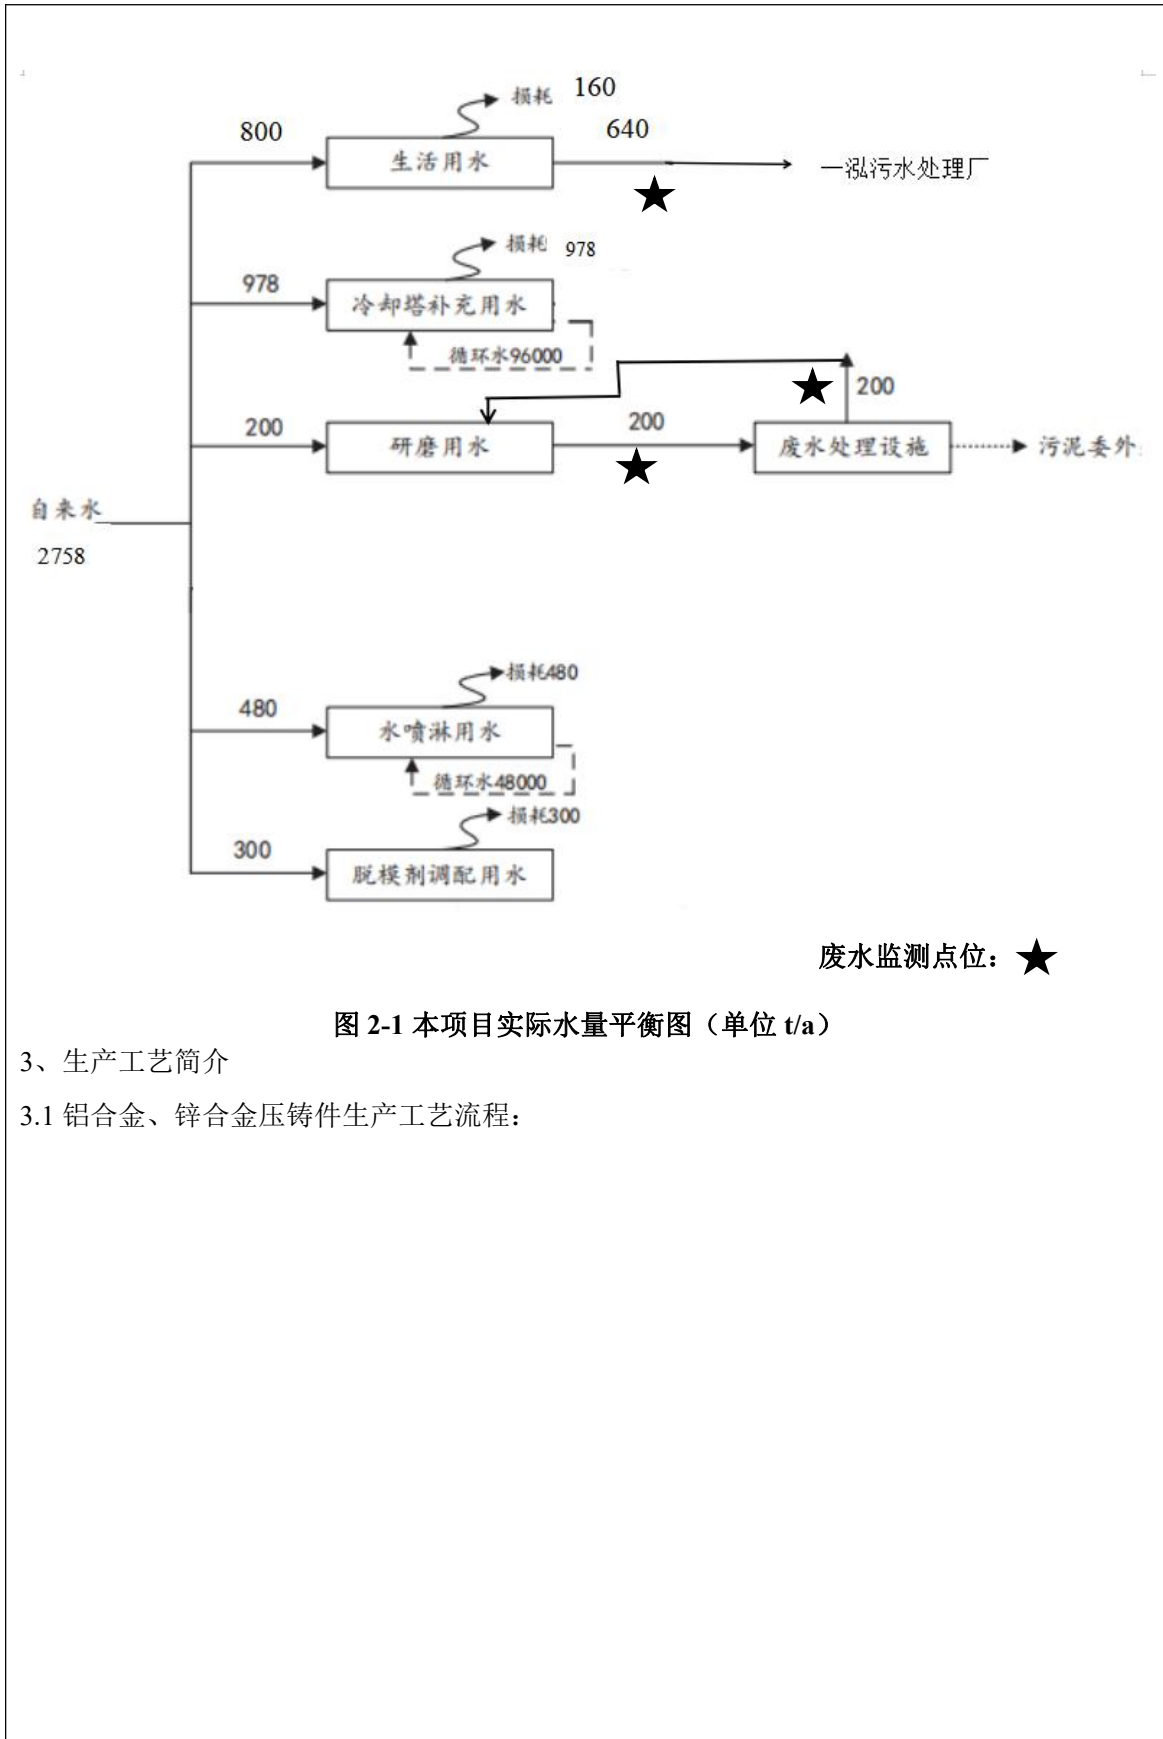 损耗 160
800
640
生活用水
一泓污水处理厂
损耗 978
978
冷却塔补充用水
循环水96000
200
200
200
研磨用水
废水处理设施
污泥委外
自来水
2758
损耗480
480
水喷淋用水
循环水48000
损耗300
300
脱模剂调配用水
废水监测点位：★
图 2-1 本项目实际水量平衡图（单位 t/a）
3、生产工艺简介
3.1 铝合金、锌合金压铸件生产工艺流程：